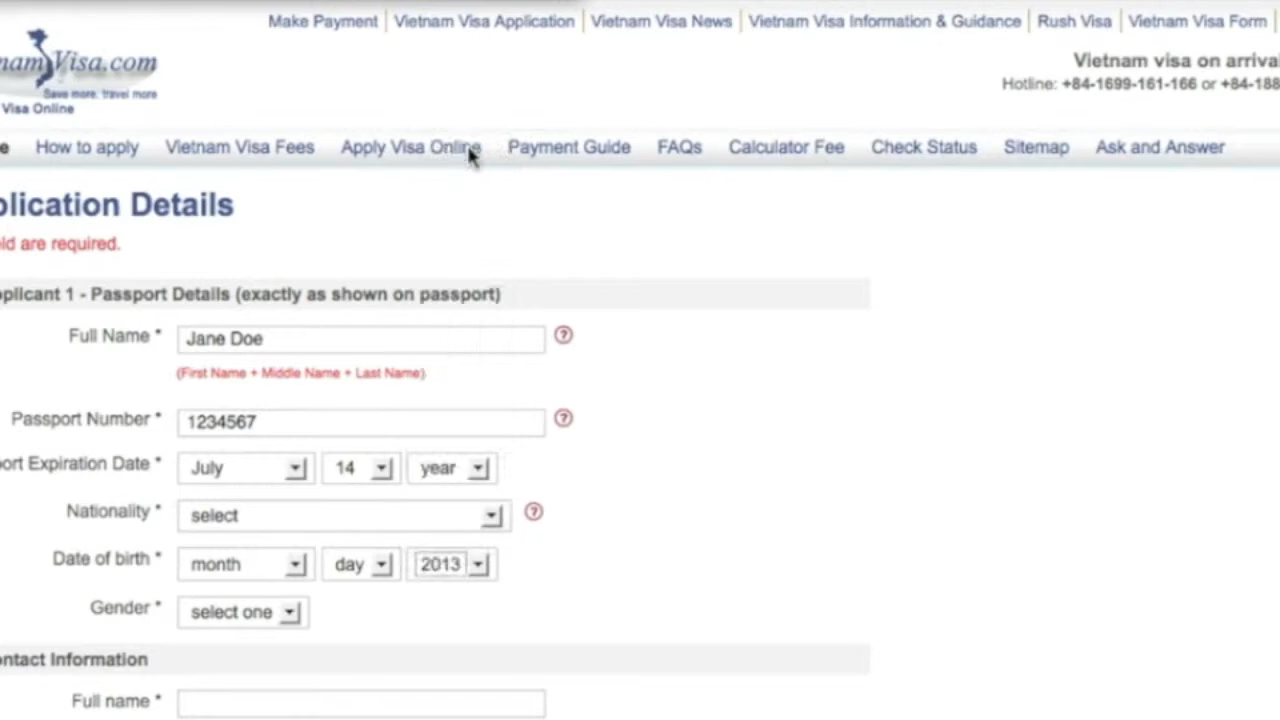 Make Payment Vietnam Visa Application Vietnam Visa News Vietnam Visa Information & Guidance Rush Visa Vietnam Visa Form
namVisa.com
Save more, travel more
Visa Online
Vietnam visa on arrival
Hotline: +84-1699-161-166 or +84-188
e How to apply Vietnam Visa Fees Apply Visa Online Payment Guide FAQs Calculator Fee Check Status Sitemap Ask and Answer
plication Details
eld are required.
pplicant 1 - Passport Details (exactly as shown on passport)
Full Name * Jane Doe ?
(First Name + Middle Name + Last Name)
Passport Number * 1234567 ?
port Expiration Date * July 14 year
Nationality * select ?
Date of birth * month day 2013
Gender * select one
ontact Information
Full name *